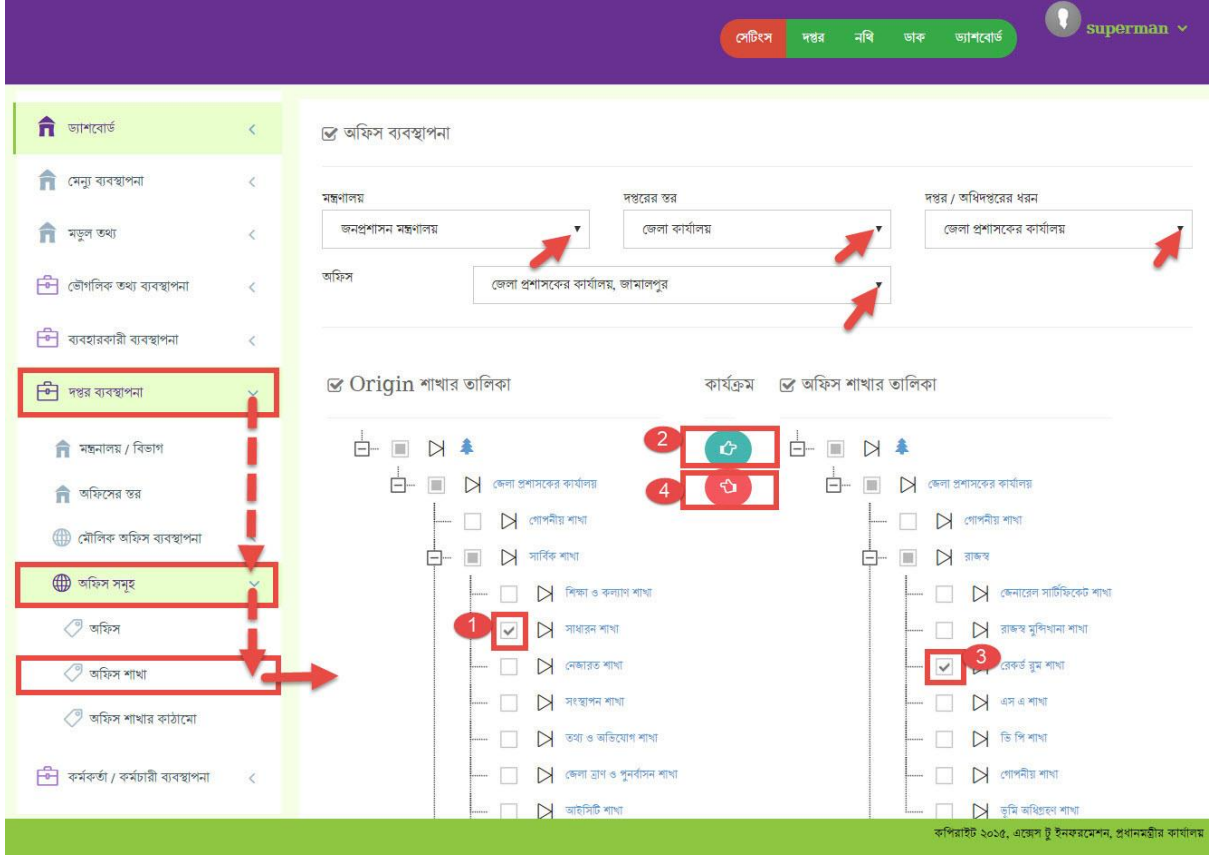 সেটিংস দপ্তর নথি ডাক ড্যাশবোর্ড superman
ড্যাশবোর্ড
মেন্যু ব্যবস্থাপনা
মডুল তথ্য
ভৌগলিক তথ্য ব্যবস্থাপনা
ব্যবহারকারী ব্যবস্থাপনা
দপ্তর ব্যবস্থাপনা
মন্ত্রনালয় / বিভাগ
অফিসের স্তর
মৌলিক অফিস ব্যবস্থাপনা
অফিস সমূহ
অফিস
অফিস শাখা
অফিস শাখার কাঠামো
কর্মকর্তা / কর্মচারী ব্যবস্থাপনা
অফিস ব্যবস্থাপনা
মন্ত্রণালয় দপ্তরের স্তর দপ্তর / অধিদপ্তরের ধরন
জনপ্রশাসন মন্ত্রণালয় জেলা কার্যালয় জেলা প্রশাসকের কার্যালয়
অফিস জেলা প্রশাসকের কার্যালয়, জামালপুর
Origin শাখার তালিকা কার্যক্রম অফিস শাখার তালিকা
2
4
জেলা প্রশাসকের কার্যালয়
গোপনীয় শাখা
সার্বিক শাখা
শিক্ষা ও কল্যাণ শাখা
1 সাধারন শাখা
নেজারত শাখা
সংস্থাপন শাখা
তথ্য ও অভিযোগ শাখা
জেলা ত্রাণ ও পুনর্বাসন শাখা
আইসিটি শাখা
জেলা প্রশাসকের কার্যালয়
গোপনীয় শাখা
রাজস্ব
জেনারেল সার্টিফিকেট শাখা
রাজস্ব মুন্সিখানা শাখা
3 রেকর্ড রুম শাখা
এস এ শাখা
ভি পি শাখা
গোপনীয় শাখা
ভূমি অধিগ্রহণ শাখা
কপিরাইট ২০১৫, এক্সেস টু ইনফরমেশন, প্রধানমন্ত্রীর কার্যালয়